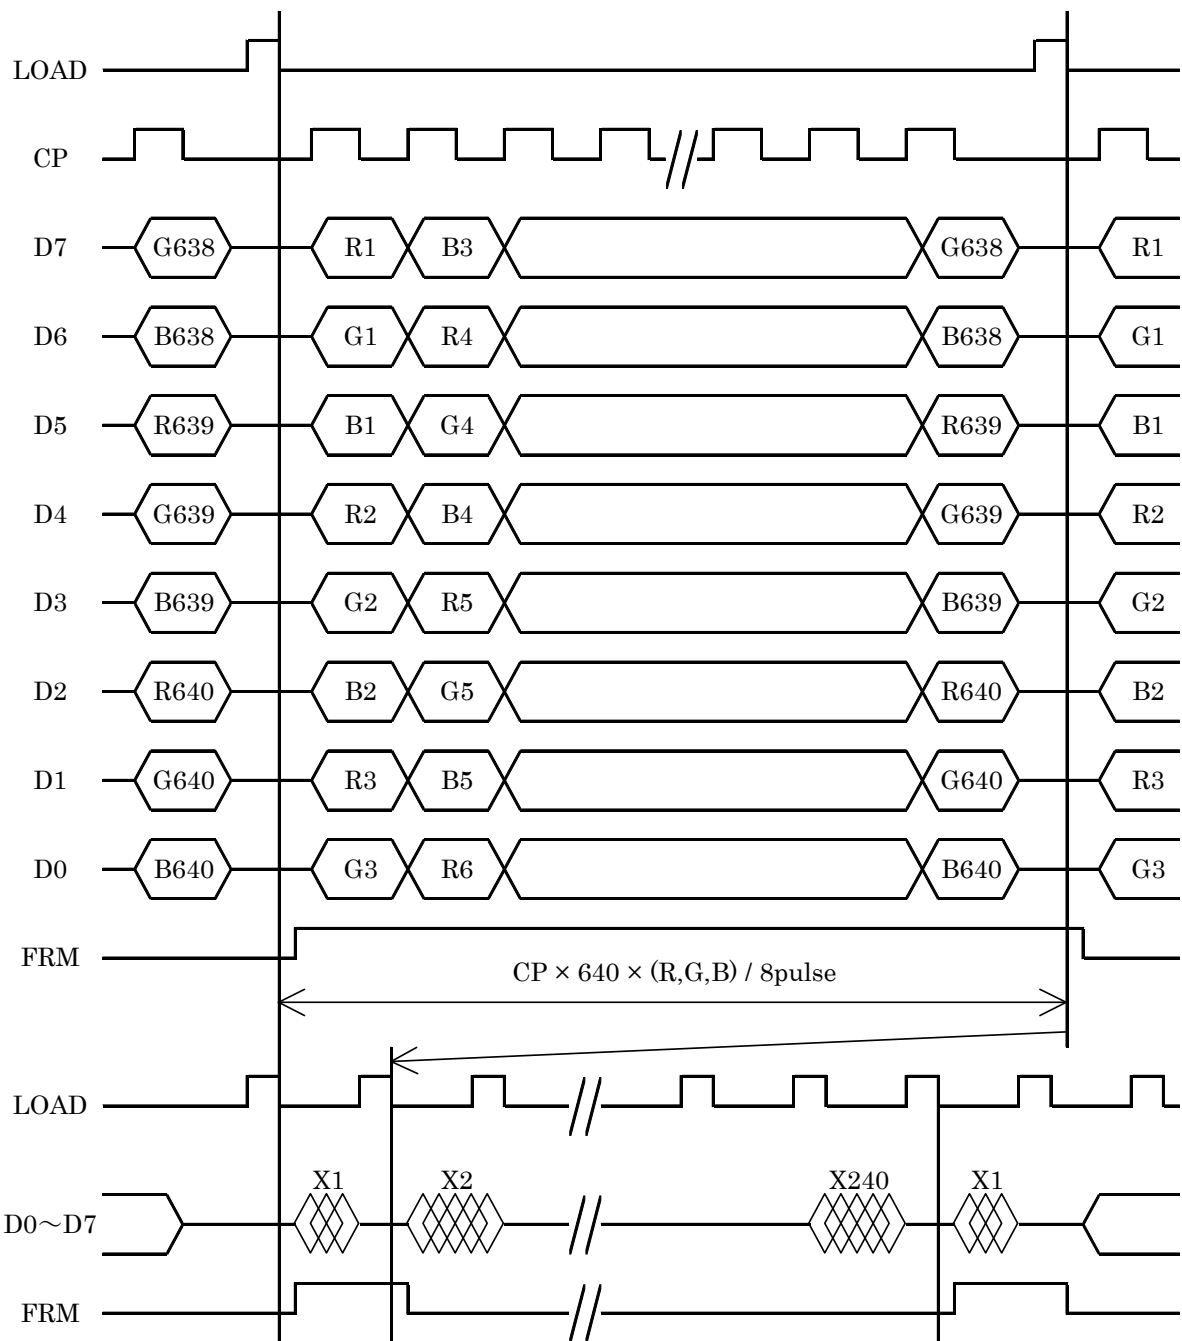 LOAD
CP
D7 G638 R1 B3 G638 R1
D6 B638 G1 R4 B638 G1
D5 R639 B1 G4 R639 B1
D4 G639 R2 B4 G639 R2
D3 B639 G2 R5 B639 G2
D2 R640 B2 G5 R640 B2
D1 G640 R3 B5 G640 R3
D0 B640 G3 R6 B640 G3
FRM
CP × 640 × (R,G,B) / 8pulse
LOAD
X1 X2 X240 X1
D0～D7
FRM